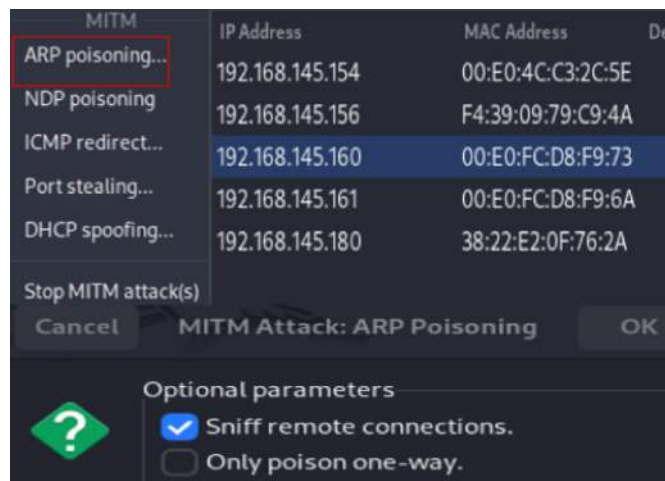 MITM
ARP poisoning...
NDP poisoning
ICMP redirect...
Port stealing...
DHCP spoofing...
Stop MITM attack(s)
IP Address MAC Address De
192.168.145.154 00:E0:4C:C3:2C:5E
192.168.145.156 F4:39:09:79:C9:4A
192.168.145.160 00:E0:FC:D8:F9:73
192.168.145.161 00:E0:FC:D8:F9:6A
192.168.145.180 38:22:E2:0F:76:2A
Cancel MITM Attack: ARP Poisoning OK
Optional parameters
Sniff remote connections.
Only poison one-way.